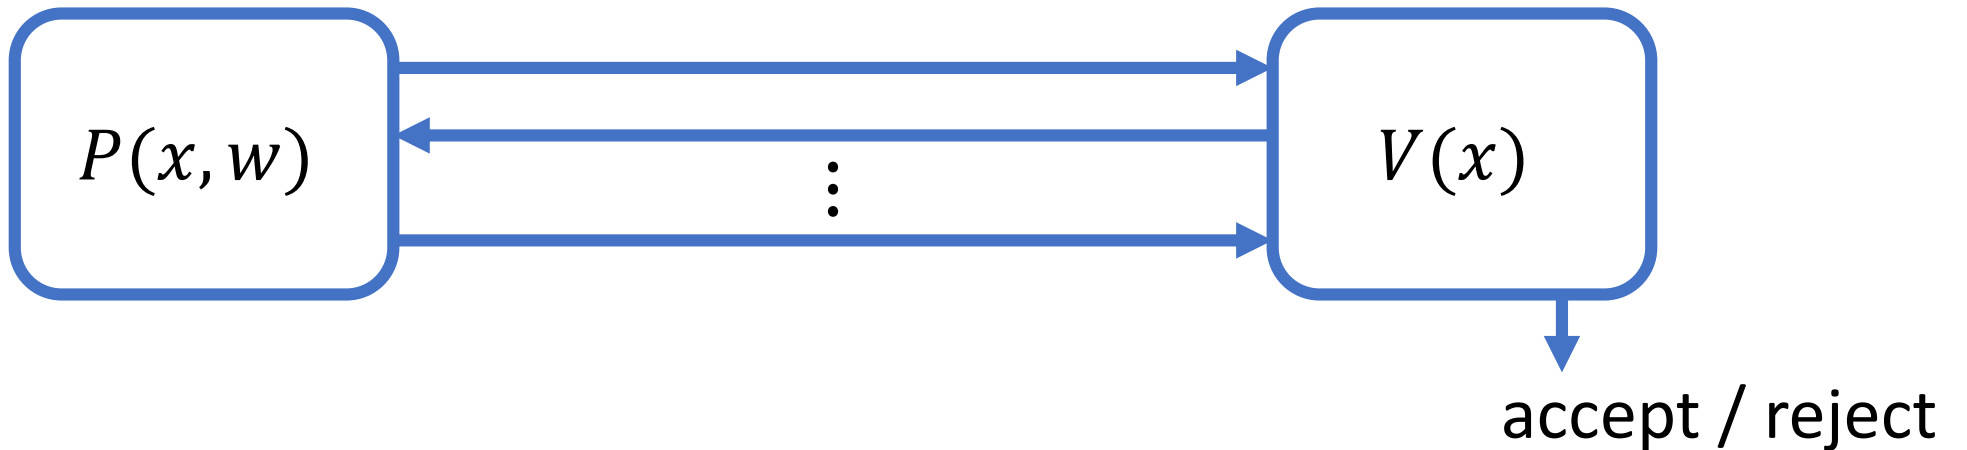 P(x, w)
V(x)
⋮
accept / reject